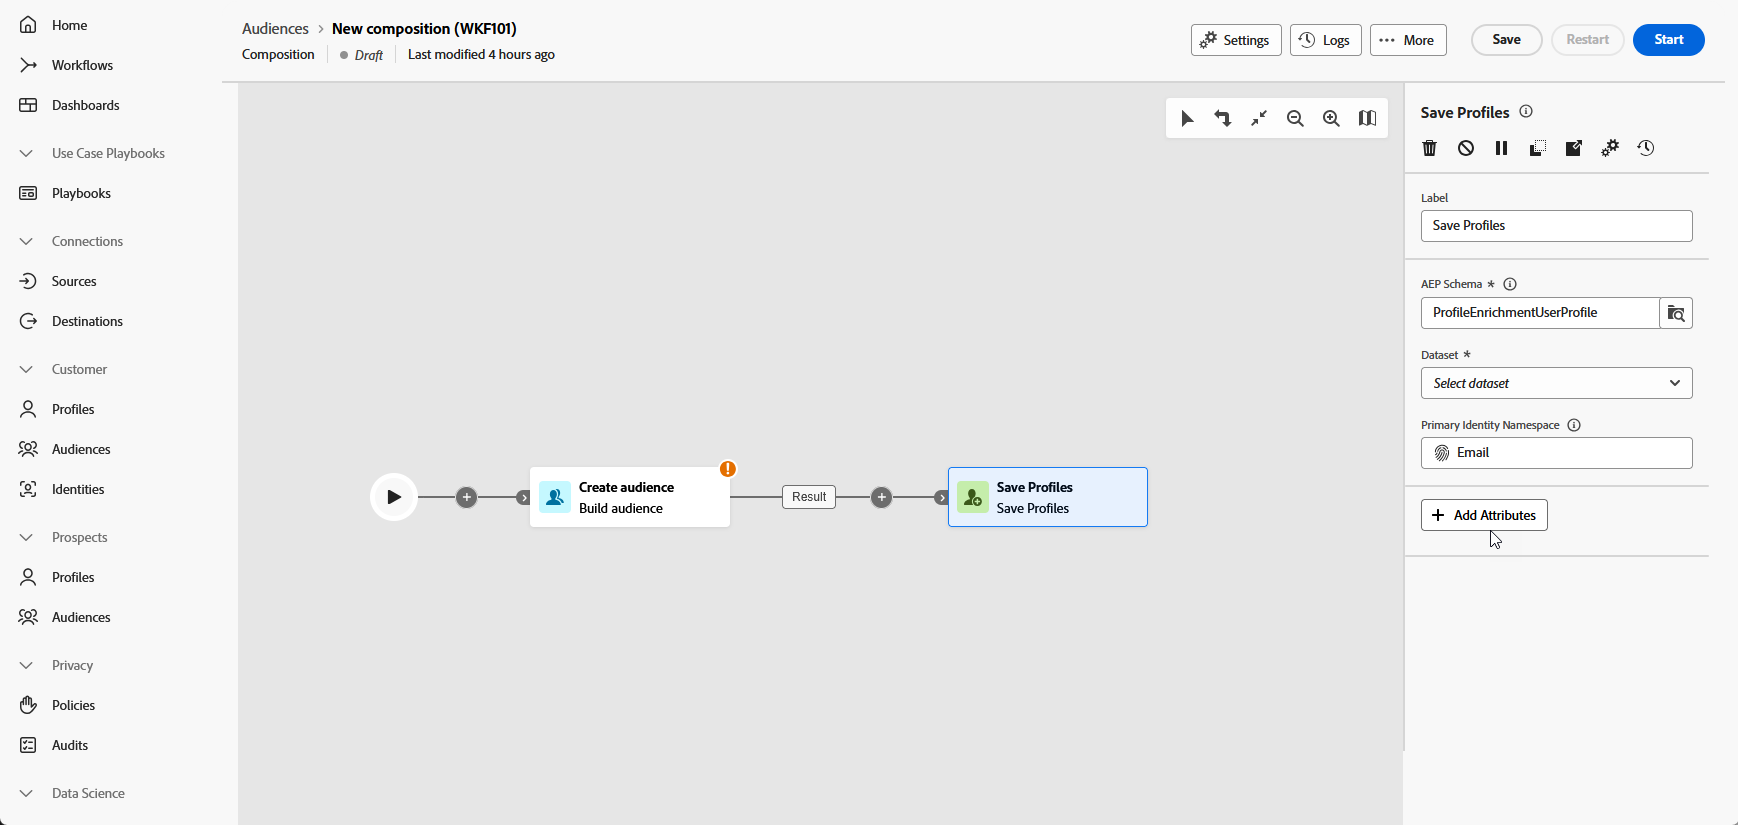 Home
Workflows
Dashboards
Use Case Playbooks
Playbooks
Connections
Sources
Destinations
Customer
Profiles
Audiences
Identities
Prospects
Profiles
Audiences
Privacy
Policies
Audits
Data Science
Audiences > New composition (WKF101)
Composition Draft Last modified 4 hours ago
Settings Logs More Save Restart Start
Create audience
Build audience
Result
Save Profiles
Save Profiles
Save Profiles
Label
Save Profiles
AEP Schema *
ProfileEnrichmentUserProfile
Dataset *
Select dataset
Primary Identity Namespace
Email
Add Attributes